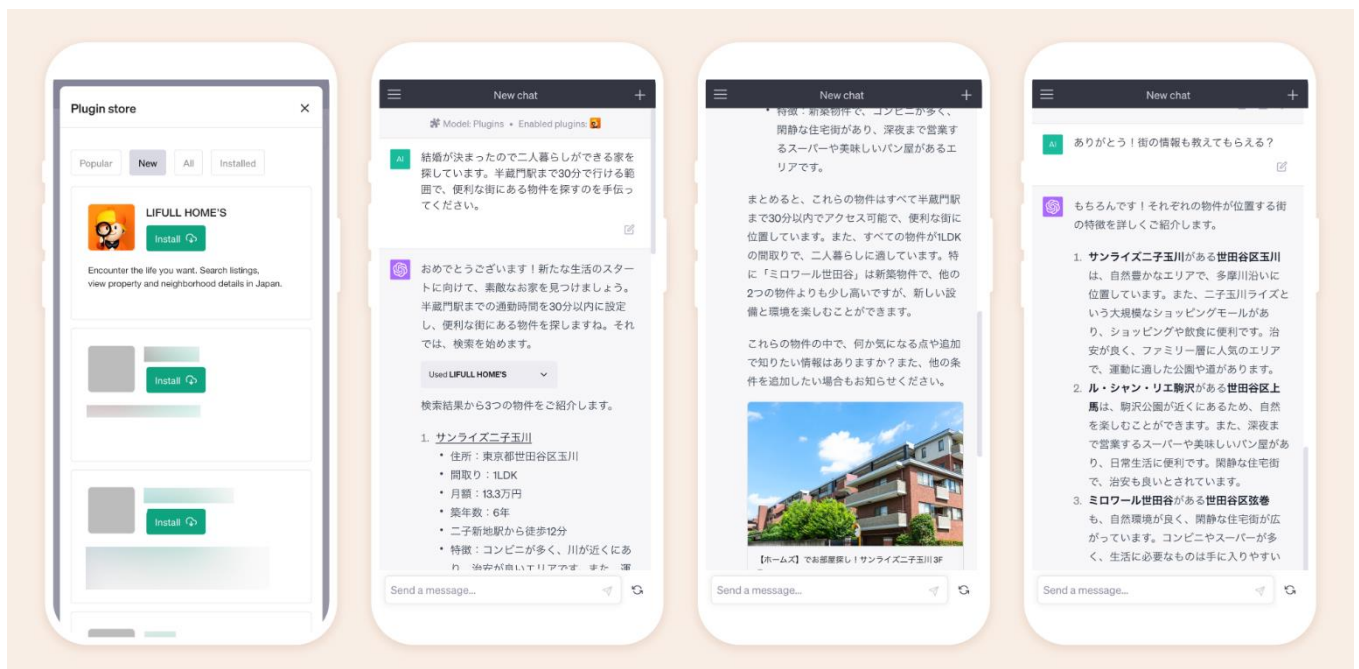 Plugin store ×
Popular New All Installed
LIFULL HOME'S
Install
Encounter the life you want. Search listings,
view property and neighborhood details in Japan.
Install
Install
New chat +
Model: Plugins • Enabled plugins:
AI 結婚が決まったので二人暮らしができる家を
探しています。半蔵門駅まで30分で行ける範
囲で、便利な街にある物件を探すのを手伝っ
てください。
おめでとうございます！新たな生活のスター
トに向けて、素敵なお家を見つけましょう。
半蔵門駅までの通勤時間を30分以内に設定
し、便利な街にある物件を探しますね。それ
では、検索を始めます。
Used LIFULL HOME'S
検索結果から3つの物件をご紹介します。
1. サンライズ二子玉川
• 住所：東京都世田谷区玉川
• 間取り：1LDK
• 月額：13.3万円
• 築年数：6年
• 二子新地駅から徒歩12分
• 特徴：コンビニが多く、川が近くにあ
り、治安が良いエリアです。また、運
Send a message...
New chat +
• 特徴：新築物件で、コンビニが多く、
閑静な住宅街があり、深夜まで営業す
るスーパーや美味しいパン屋があるエ
リアです。
まとめると、これらの物件はすべて半蔵門駅
まで30分以内でアクセス可能で、便利な街に
位置しています。また、すべての物件が1LDK
の間取りで、二人暮らしに適しています。特
に「ミロワール世田谷」は新築物件で、他の
2つの物件よりも少し高いですが、新しい設
備と環境を楽しむことができます。
これらの物件の中で、何か気になる点や追加
で知りたい情報はありますか？また、他の条
件を追加したい場合もお知らせください。
【ホームズ】でお部屋探し！サンライズ二子玉川 3F
Send a message...
New chat +
AI ありがとう！街の情報も教えてもらえる？
もちろんです！それぞれの物件が位置する街
の特徴を詳しくご紹介します。
1. サンライズ二子玉川がある世田谷区玉川
は、自然豊かなエリアで、多摩川沿いに
位置しています。また、二子玉川ライズと
いう大規模なショッピングモールがあ
り、ショッピングや飲食に便利です。治
安が良く、ファミリー層に人気のエリア
で、運動に適した公園や道があります。
2. ル・シャン・リエ駒沢がある世田谷区上
馬は、駒沢公園が近くにあるため、自然
を楽しむことができます。また、深夜ま
で営業するスーパーや美味しいパン屋があ
り、日常生活に便利です。閑静な住宅街
で、治安も良いとされています。
3. ミロワール世田谷がある世田谷区弦巻
も、自然環境が良く、閑静な住宅街が広
がっています。コンビニやスーパーが多
く、生活に必要なものは手に入りやすい
Send a message...